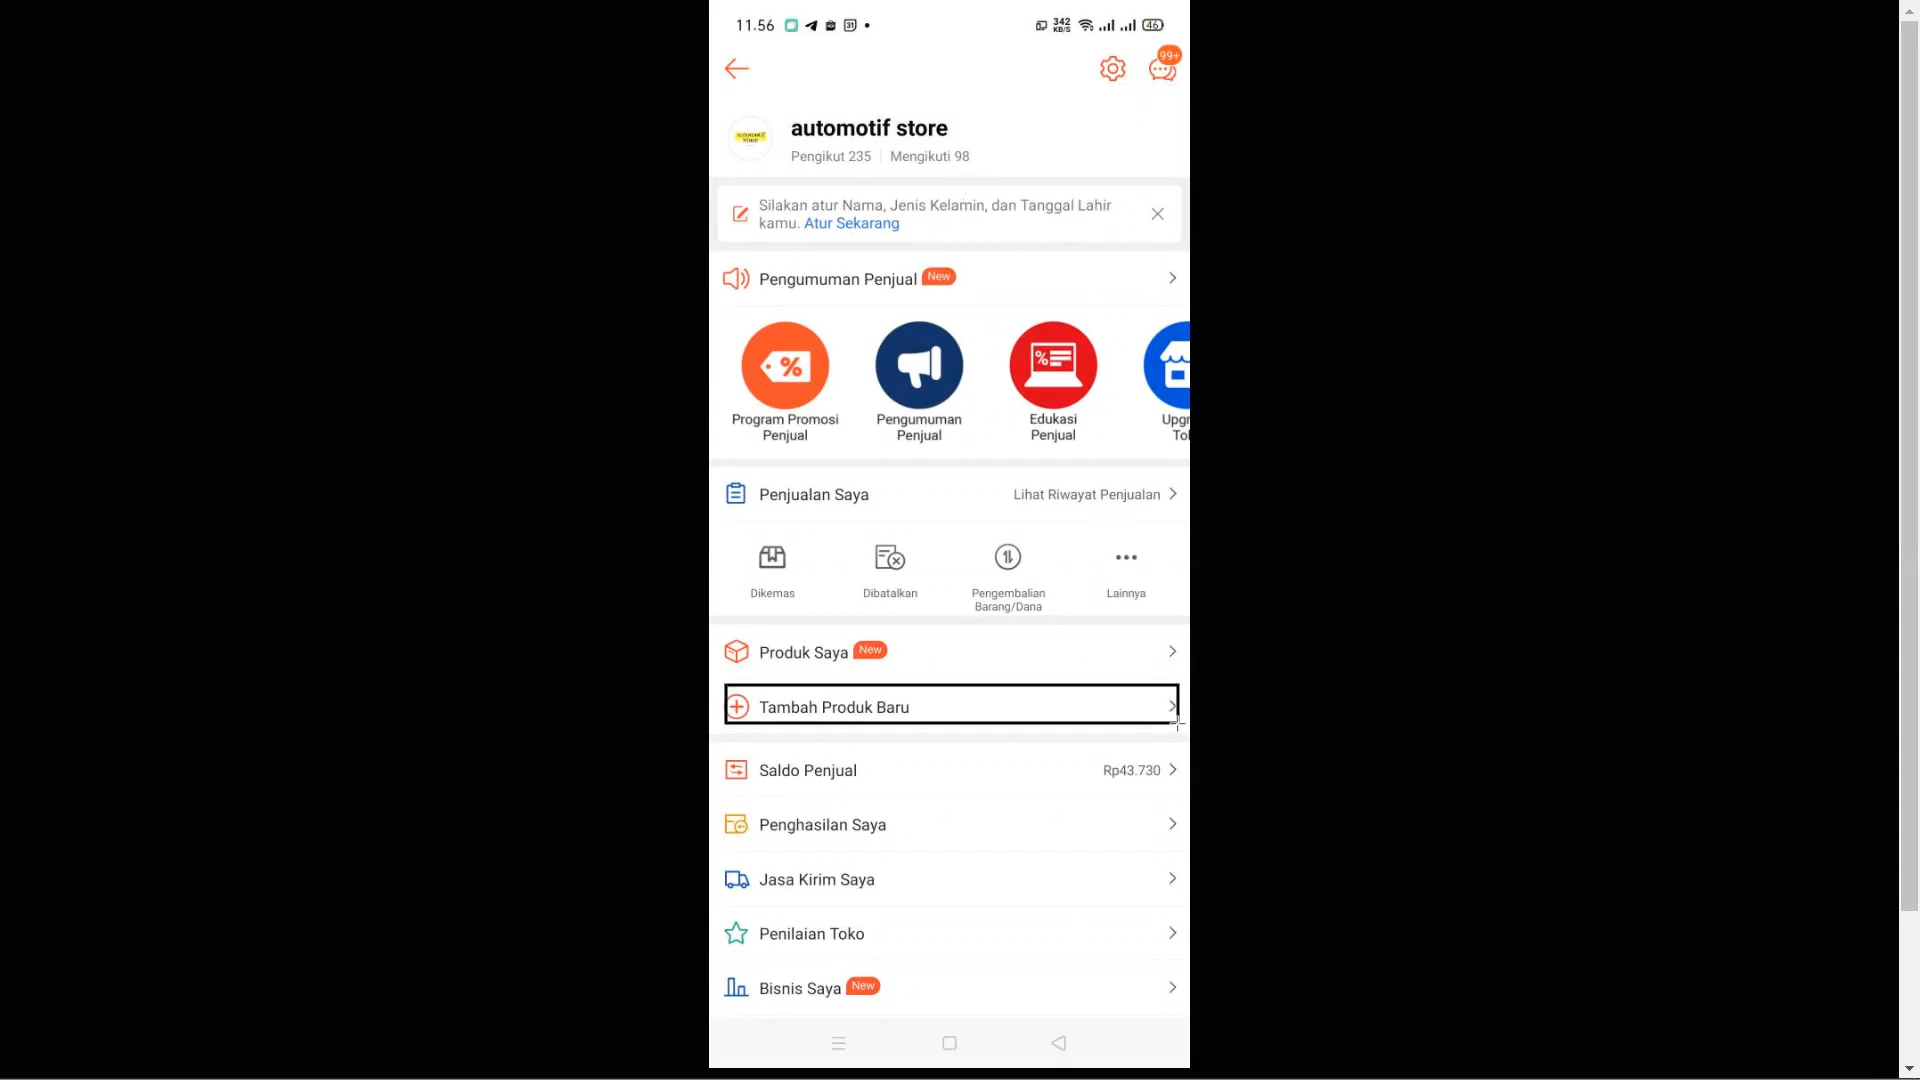 11.56
31
342
KB/S
46
99+
automotif store
Pengikut 235 Mengikuti 98
Silakan atur Nama, Jenis Kelamin, dan Tanggal Lahir
kamu. Atur Sekarang
Pengumuman Penjual New
Program Promosi
Penjual
Pengumuman
Penjual
Edukasi
Penjual
Upgr
To
Penjualan Saya
Lihat Riwayat Penjualan
Dikemas
Dibatalkan
Pengembalian
Barang/Dana
Lainnya
Produk Saya New
Tambah Produk Baru
Saldo Penjual
Rp43.730
Penghasilan Saya
Jasa Kirim Saya
Penilaian Toko
Bisnis Saya New